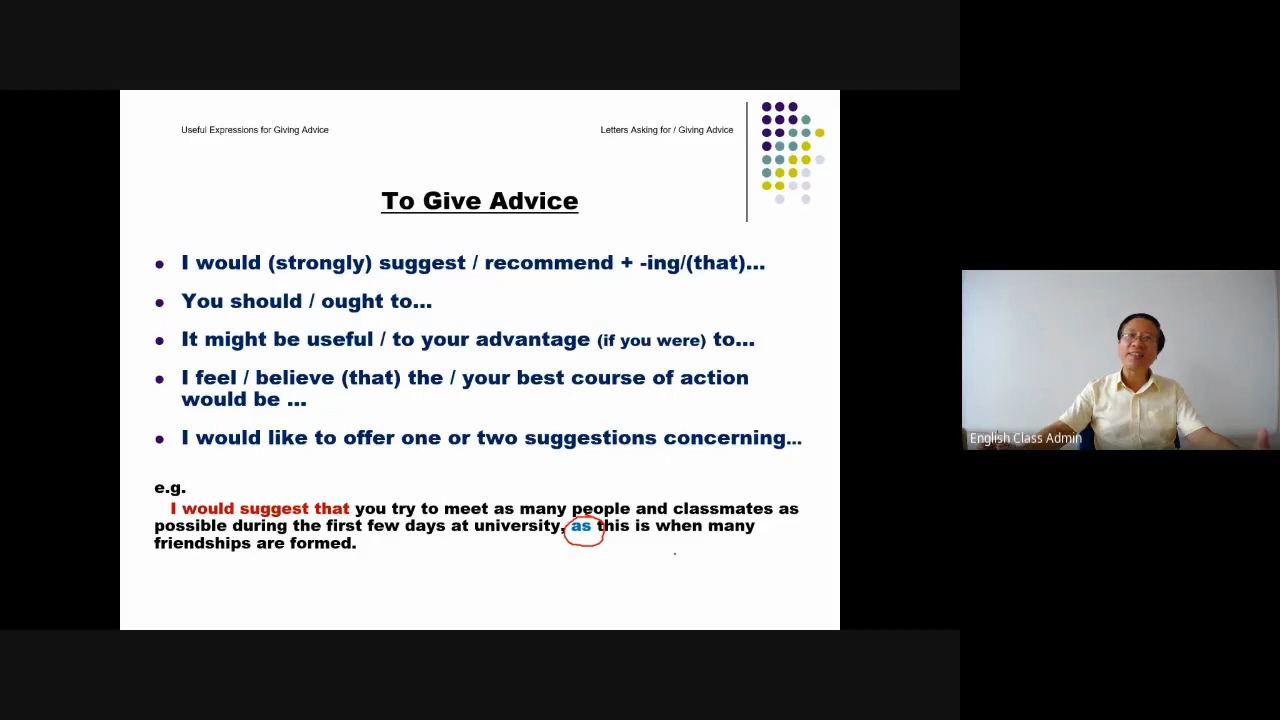 Useful Expressions for Giving Advice
Letters Asking for / Giving Advice
To Give Advice
I would (strongly) suggest / recommend + -ing/(that)...
You should / ought to...
It might be useful / to your advantage (if you were) to...
I feel / believe (that) the / your best course of action
would be ...
I would like to offer one or two suggestions concerning...
e.g.
I would suggest that you try to meet as many people and classmates as
possible during the first few days at university, as this is when many
friendships are formed.
English Class Admin